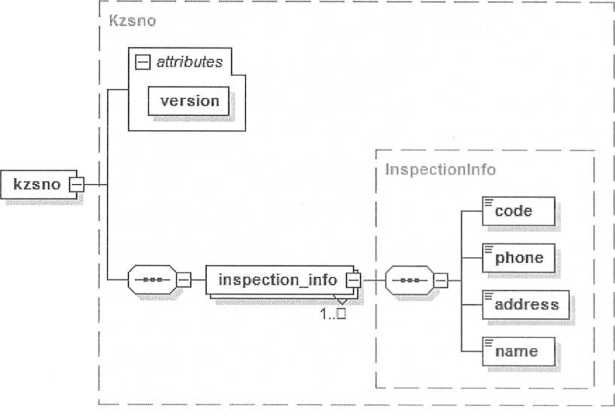 Kzsno
attributes
version
kzsno
InspectionInfo
code
phone
inspection_info
address
1..□
name